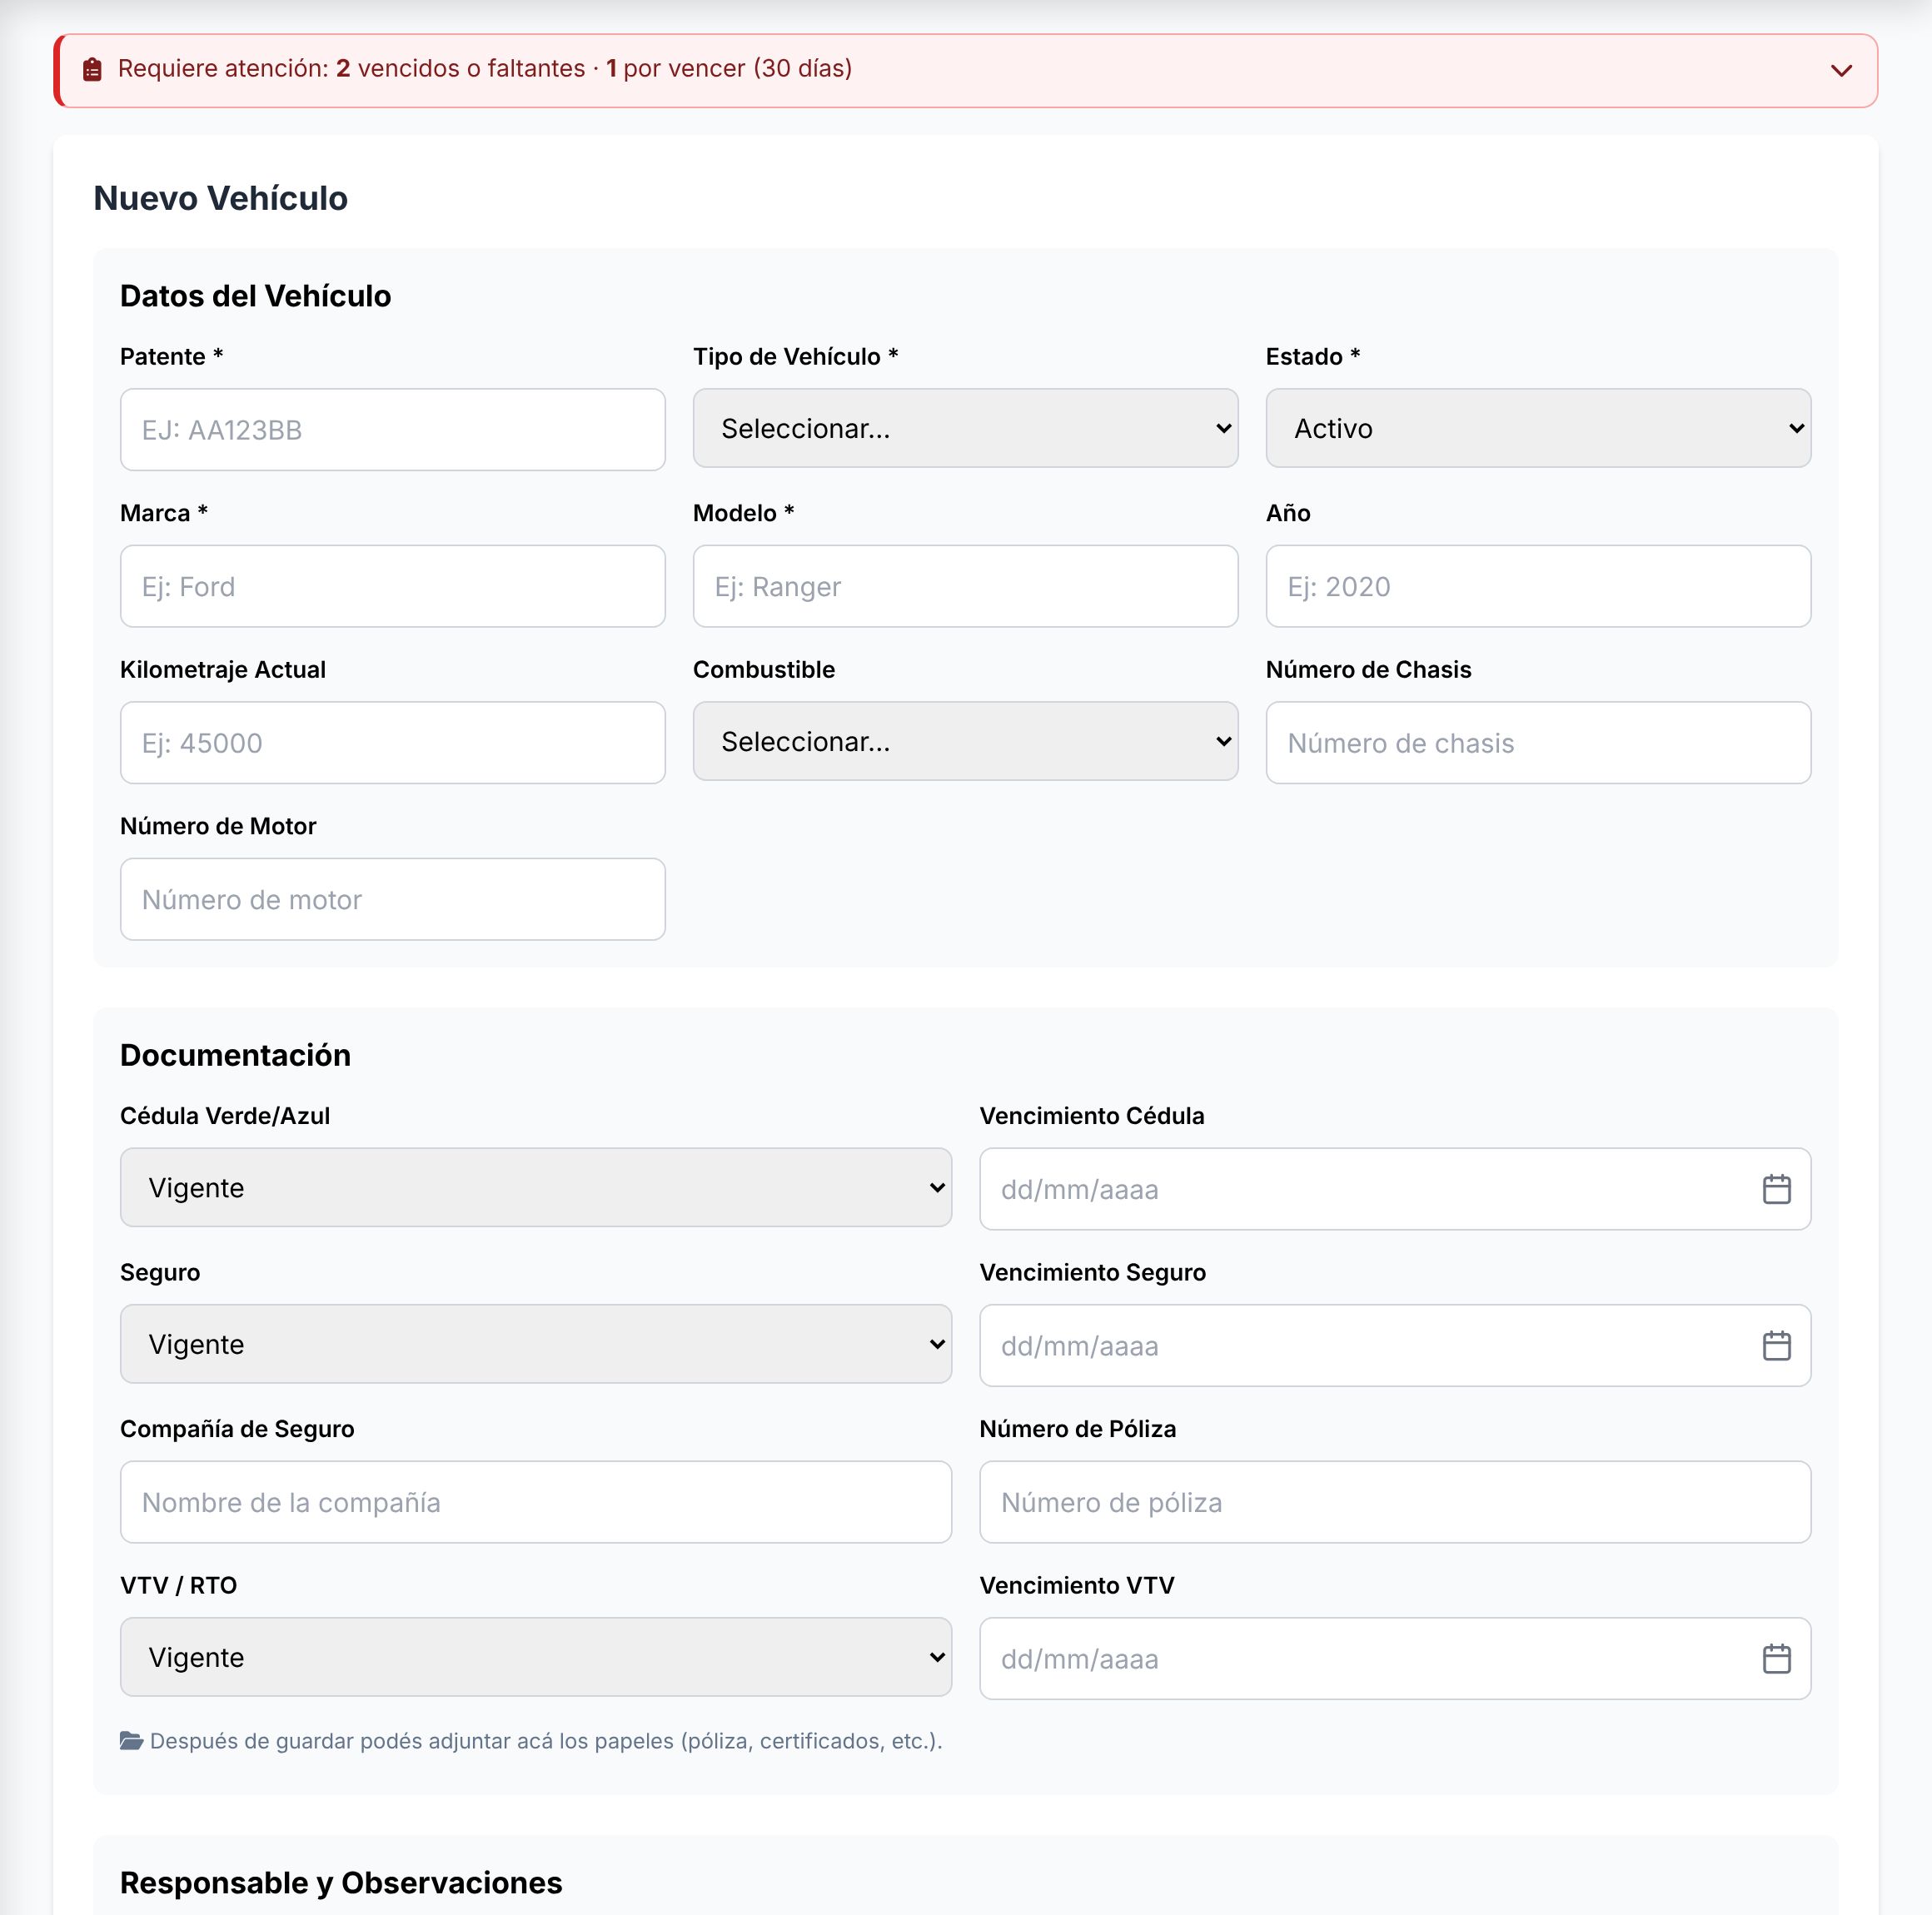 Requiere atención: 2 vencidos o faltantes · 1 por vencer (30 días)
Nuevo Vehículo
Datos del Vehículo
Patente * Tipo de Vehículo * Estado *
EJ: AA123BB Seleccionar... Activo
Marca * Modelo * Año
Ej: Ford Ej: Ranger Ej: 2020
Kilometraje Actual Combustible Número de Chasis
Ej: 45000 Seleccionar... Número de chasis
Número de Motor
Número de motor
Documentación
Cédula Verde/Azul Vencimiento Cédula
Vigente dd/mm/aaaa
Seguro Vencimiento Seguro
Vigente dd/mm/aaaa
Compañía de Seguro Número de Póliza
Nombre de la compañía Número de póliza
VTV / RTO Vencimiento VTV
Vigente dd/mm/aaaa
Después de guardar podés adjuntar acá los papeles (póliza, certificados, etc.).
Responsable y Observaciones